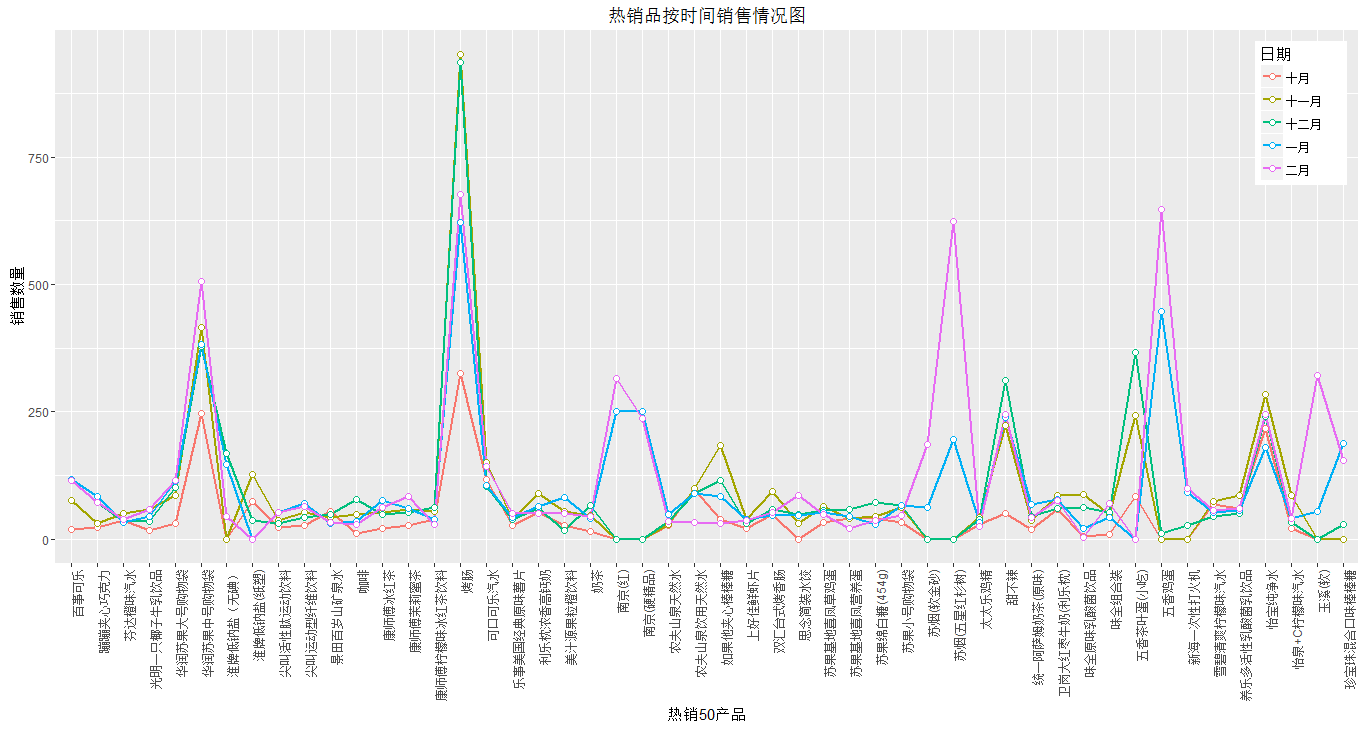 热销品按时间销售情况图
日期
十月
十一月
十二月
一月
二月
销售数量
750
500
250
0
百事可乐
蹦蹦夹心巧克力
芬达橙味汽水
光明一只椰子牛乳饮品
华润苏果大号购物袋
华润苏果中号购物袋
淮牌低钠盐（无碘）
淮牌低钠盐(纸塑)
尖叫活性肽运动饮料
尖叫运动型纤维饮料
景田百岁山矿泉水
咖啡
康师傅冰红茶
康师傅茉莉蜜茶
康师傅柠檬味冰红茶饮料
烤肠
可口可乐汽水
乐事美国经典原味薯片
利乐枕浓香高钙奶
美汁源果粒橙饮料
奶茶
南京(红)
南京(硬精品)
农夫山泉天然水
农夫山泉饮用天然水
如果他夹心棒棒糖
上好佳鲜虾片
双汇台式烤香肠
思念淘装水饺
苏果基地喜凤草鸡蛋
苏果基地喜凤营养蛋
苏果绵白糖(454g)
苏果小号购物袋
苏烟(软金砂)
苏烟(五星红杉树)
太太乐鸡精
甜不辣
统一阿萨姆奶茶(原味)
卫岗大红枣牛奶(利乐枕)
味全原味乳酸菌饮品
味全组合装
五香茶叶蛋(小吃)
五香鸡蛋
新海一次性打火机
雪碧清爽柠檬味汽水
养乐多活性乳酸菌乳饮品
怡宝纯净水
怡泉+C柠檬味汽水
玉溪(软)
珍宝珠混合口味棒棒糖
热销50产品